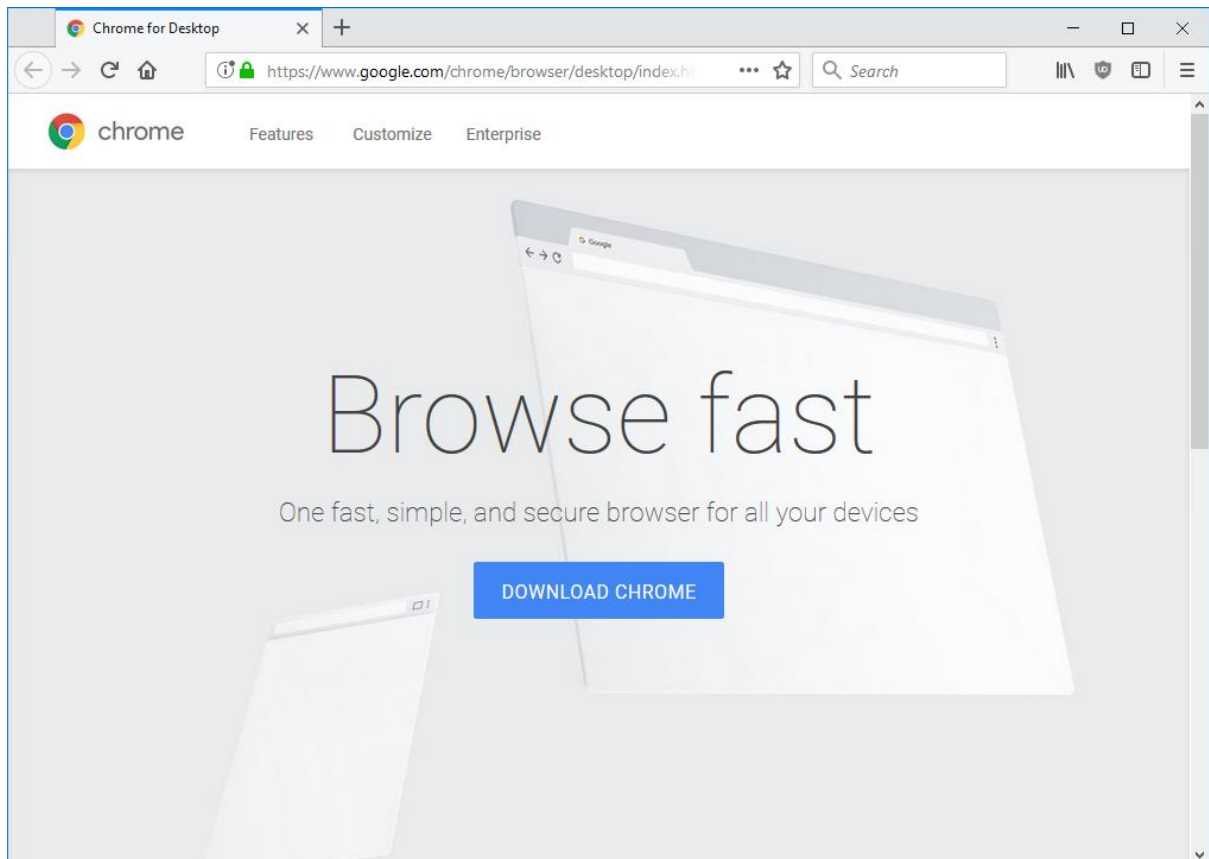 Chrome for Desktop
https://www.google.com/chrome/browser/desktop/index.h
Search
chrome Features Customize Enterprise
Google
Browse fast
One fast, simple, and secure browser for all your devices
DOWNLOAD CHROME